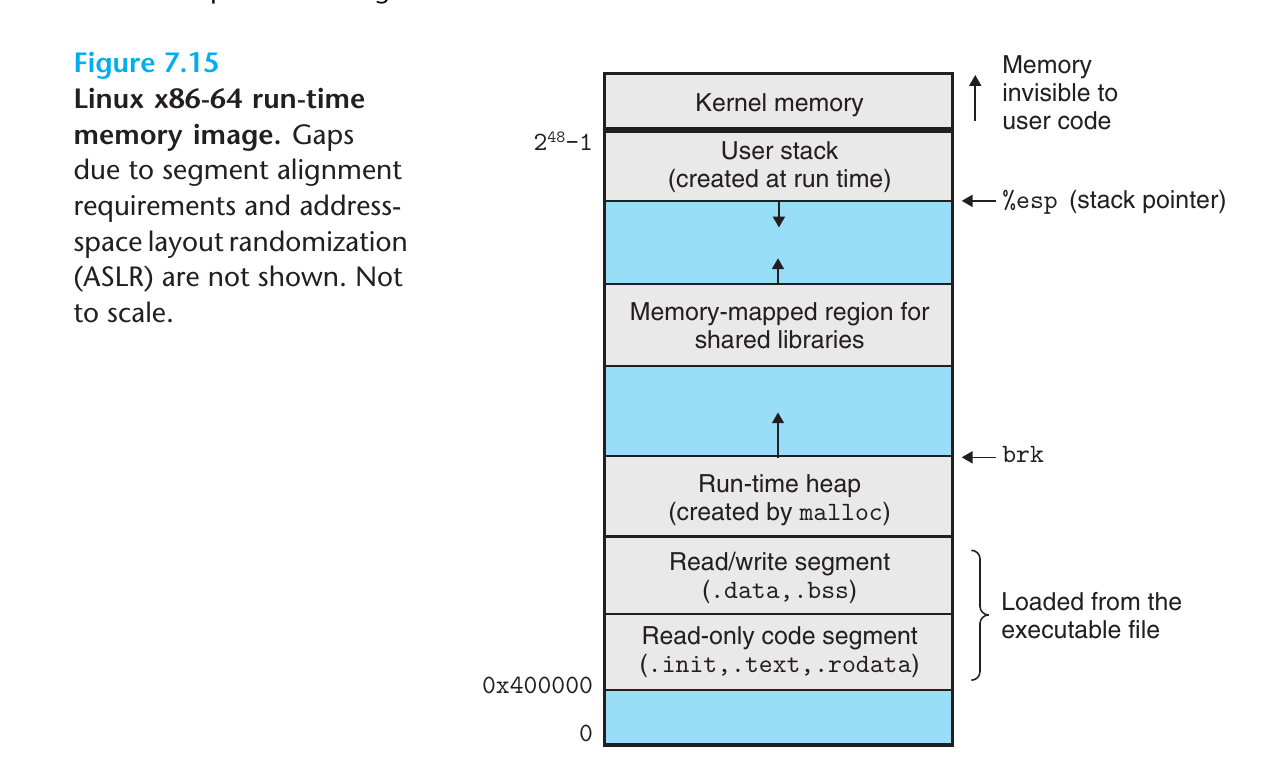 Figure 7.15
Linux x86-64 run-time
memory image. Gaps
due to segment alignment
requirements and address-
space layout randomization
(ASLR) are not shown. Not
to scale.
Kernel memory
Memory
invisible to
user code
2⁴⁸–1
User stack
(created at run time)
%esp (stack pointer)
Memory-mapped region for
shared libraries
brk
Run-time heap
(created by malloc)
Read/write segment
(.data,.bss)
Loaded from the
executable file
Read-only code segment
(.init,.text,.rodata)
0x400000
0